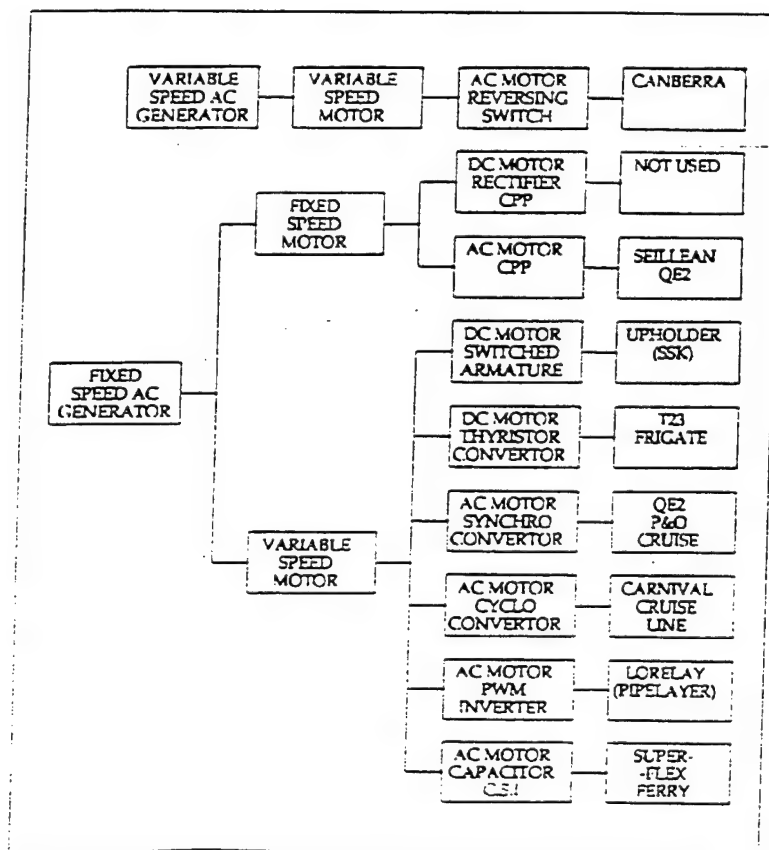 VARIABLE
SPEED AC
GENERATOR
VARIABLE
SPEED
MOTOR
AC MOTOR
REVERSING
SWITCH
CANBERRA
FIXED
SPEED
MOTOR
DC MOTOR
RECTIFIER
CPP
NOT USED
AC MOTOR
CPP
SEILLEAN
QE2
FIXED
SPEED AC
GENERATOR
DC MOTOR
SWITCHED
ARMATURE
UPHOLDER
(SSK)
DC MOTOR
THYRISTOR
CONVERTOR
T23
FRIGATE
VARIABLE
SPEED
MOTOR
AC MOTOR
SYNCHRO
CONVERTOR
QE2
P&O
CRUISE
AC MOTOR
CYCLO
CONVERTOR
CARNIVAL
CRUISE
LINE
AC MOTOR
PWM
INVERTER
LORELAY
(PIPELAYER)
AC MOTOR
CAPACITOR
C.S.I
SUPER-
-FLEX
FERRY